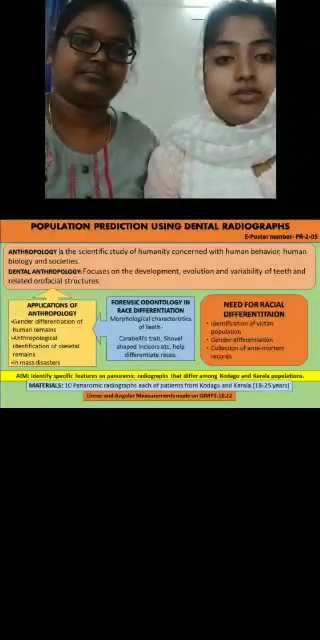 POPULATION PREDICTION USING DENTAL RADIOGRAPHS
E-Poster number- PR-2-05
ANTHROPOLOGY is the scientific study of humanity concerned with human behavior, human
biology and societies.
DENTAL ANTHROPOLOGY: Focuses on the development, evolution and variability of teeth and
related orofacial structures.
APPLICATIONS OF
ANTHROPOLOGY
•Gender differentiation of
human remains
•Anthropological
identification of skeletal
remains
•In mass disasters
FORENSIC ODONTOLOGY IN
RACE DIFFERENTIATION
Morphological characteristics
of teeth-
Carabelli's trait, Shovel
shaped incisors etc, help
differentiate races.
NEED FOR RACIAL
DIFFERENTIATION
• Identification of victim
population
• Gender differentiation
• Collection of ante-mortem
records
AIM: Identify specific features on panoramic radiographs that differ among Kodagu and Kerala populations.
MATERIALS: 10 Panaromic radiographs each of patients from Kodagu and Kerala [18-25 years]
Linear and Angular Measurements made on GIMP2.10.12